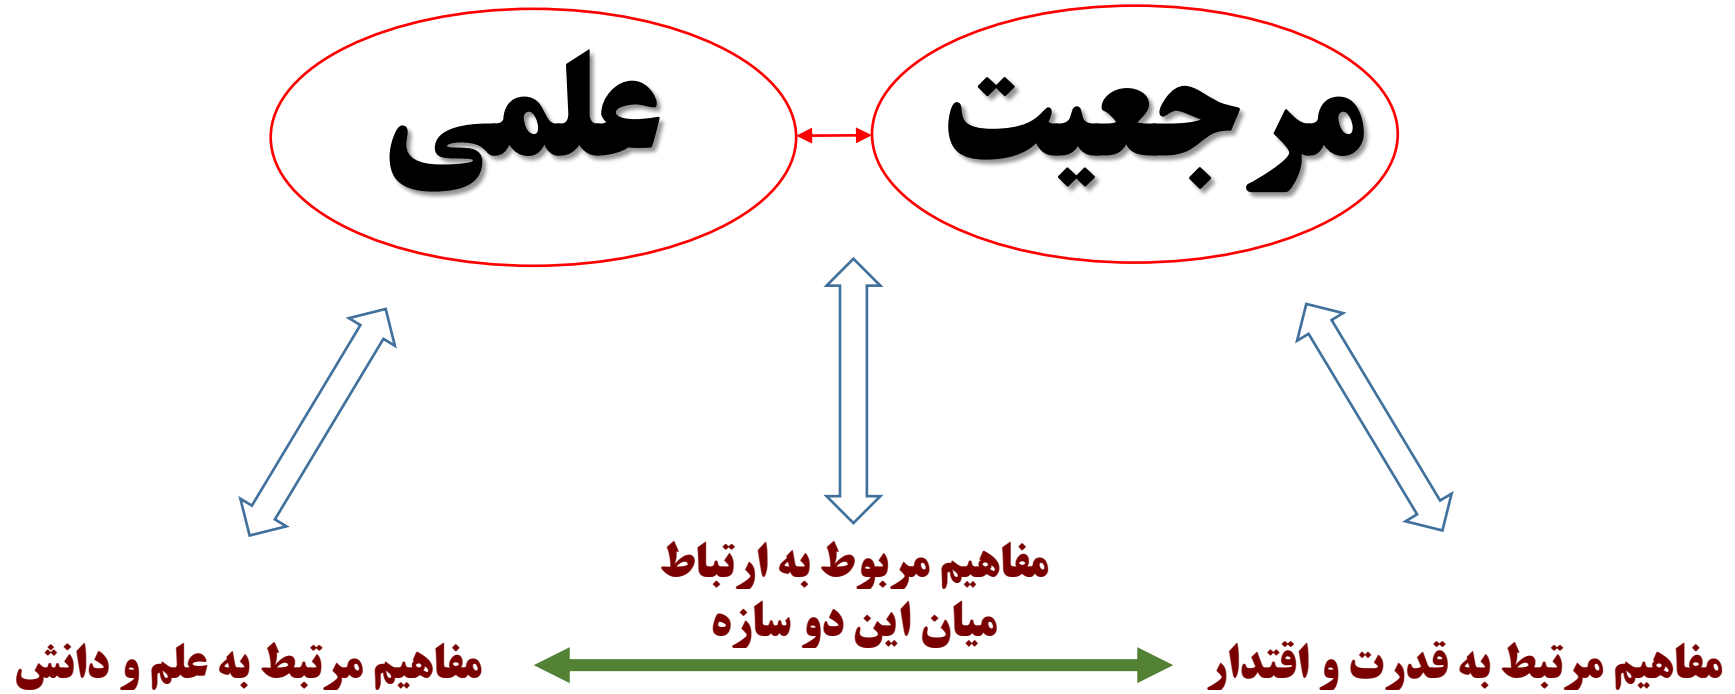 مرجعیت علمی
مفاهیم مربوط به ارتباط
میان این دو سازه
مفاهیم مرتبط به قدرت و اقتدار
مفاهیم مرتبط به علم و دانش